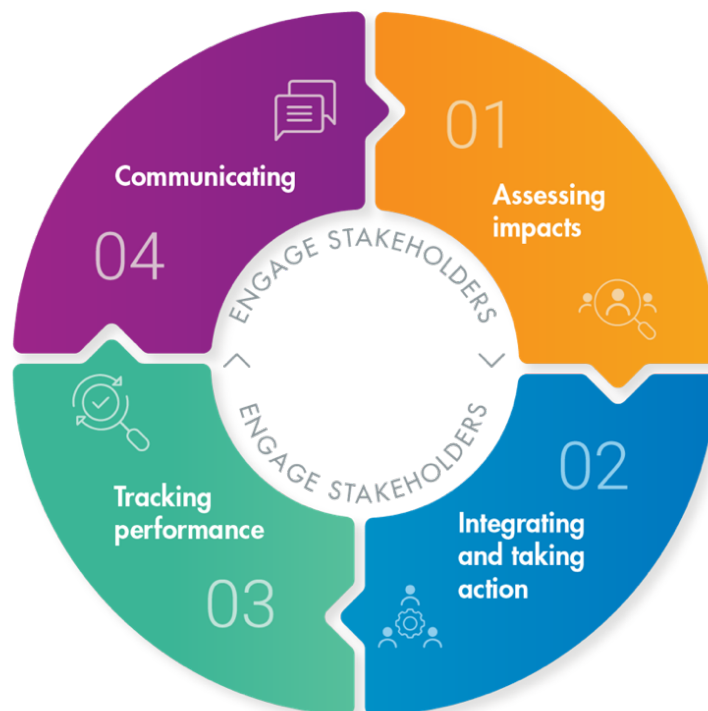 01
Assessing
impacts
02
Integrating
and taking
action
03
Tracking
performance
04
Communicating
ENGAGE STAKEHOLDERS
ENGAGE STAKEHOLDERS